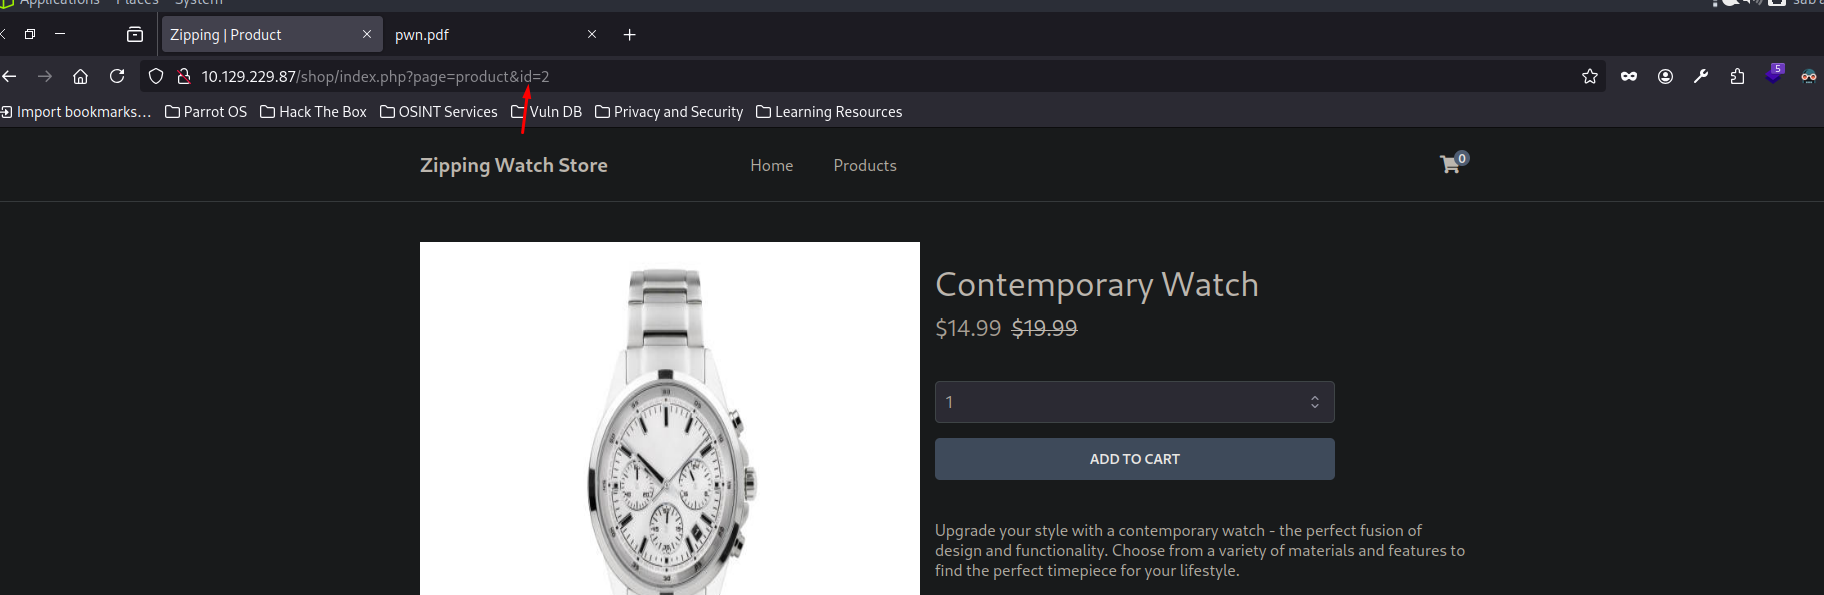 Applications Places System
Zipping | Product
pwn.pdf
10.129.229.87/shop/index.php?page=product&id=2
5
Import bookmarks... Parrot OS Hack The Box OSINT Services Vuln DB Privacy and Security Learning Resources
Zipping Watch Store Home Products 0
Contemporary Watch
$14.99 $19.99
1
ADD TO CART
Upgrade your style with a contemporary watch - the perfect fusion of
design and functionality. Choose from a variety of materials and features to
find the perfect timepiece for your lifestyle.